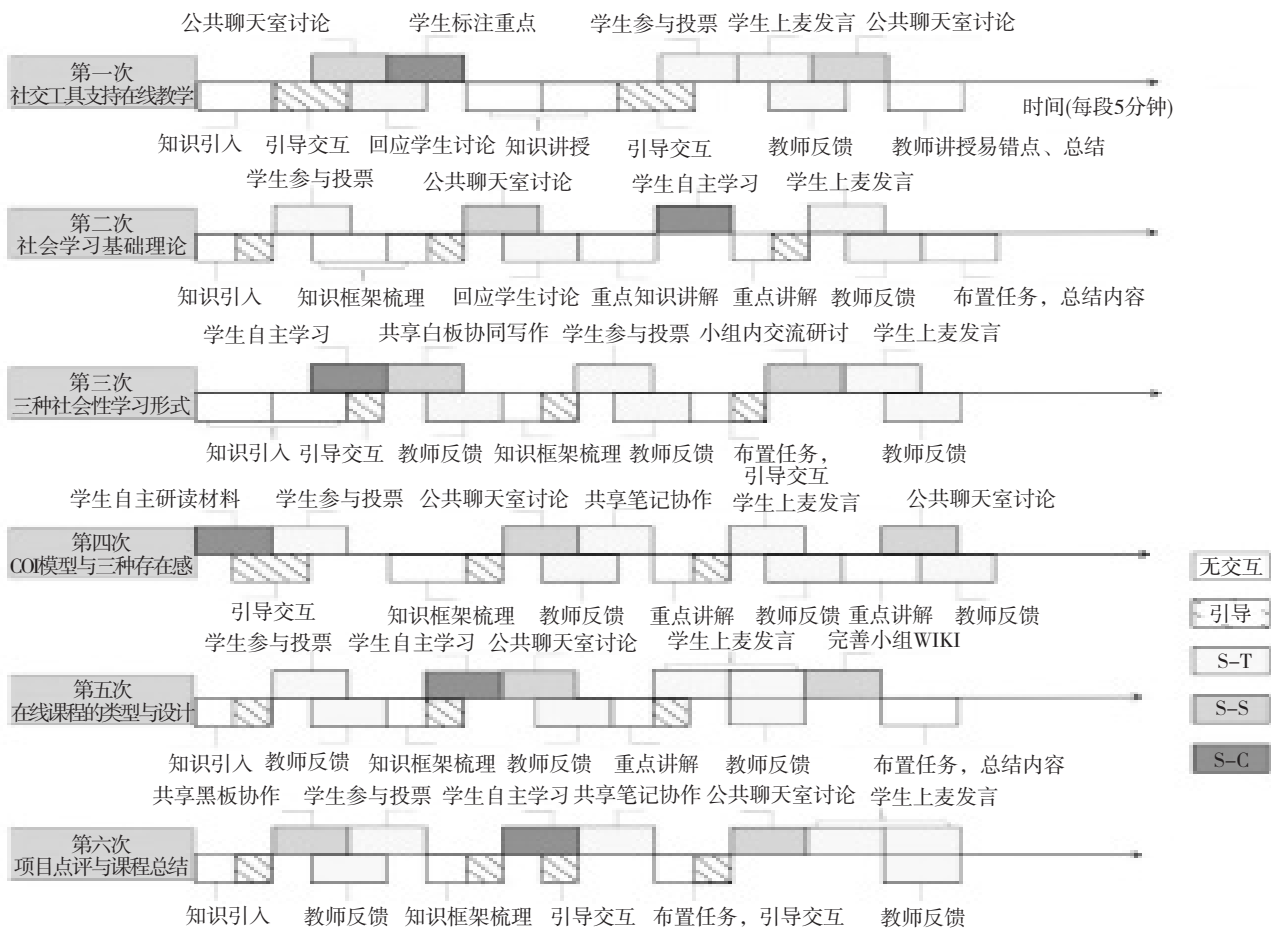 公共聊天室讨论 学生标注重点 学生参与投票 学生上麦发言 公共聊天室讨论
第一次
社交工具支持在线教学
时间(每段5分钟)
知识引入 引导交互 回应学生讨论 知识讲授 引导交互 教师反馈 教师讲授易错点、总结
学生参与投票 公共聊天室讨论 学生自主学习 学生上麦发言
第二次
社会学习基础理论
知识引入 知识框架梳理 回应学生讨论 重点知识讲解 重点讲解 教师反馈 布置任务，总结内容
学生自主学习 共享白板协同写作 学生参与投票 小组内交流研讨 学生上麦发言
第三次
三种社会性学习形式
知识引入 引导交互 教师反馈 知识框架梳理 教师反馈 布置任务， 教师反馈
引导交互
学生自主研读材料 学生参与投票 公共聊天室讨论 共享笔记协作 学生上麦发言 公共聊天室讨论
第四次
COI模型与三种存在感
无交互
引导交互 知识框架梳理 教师反馈 重点讲解 教师反馈 重点讲解 教师反馈
引导
学生参与投票 学生自主学习 公共聊天室讨论 学生上麦发言 完善小组WIKI
S-T
第五次
在线课程的类型与设计
S-S
知识引入 教师反馈 知识框架梳理 教师反馈 重点讲解 教师反馈 布置任务，总结内容
S-C
共享黑板协作 学生参与投票 学生自主学习 共享笔记协作 公共聊天室讨论 学生上麦发言
第六次
项目点评与课程总结
知识引入 教师反馈 知识框架梳理 引导交互 布置任务，引导交互 教师反馈